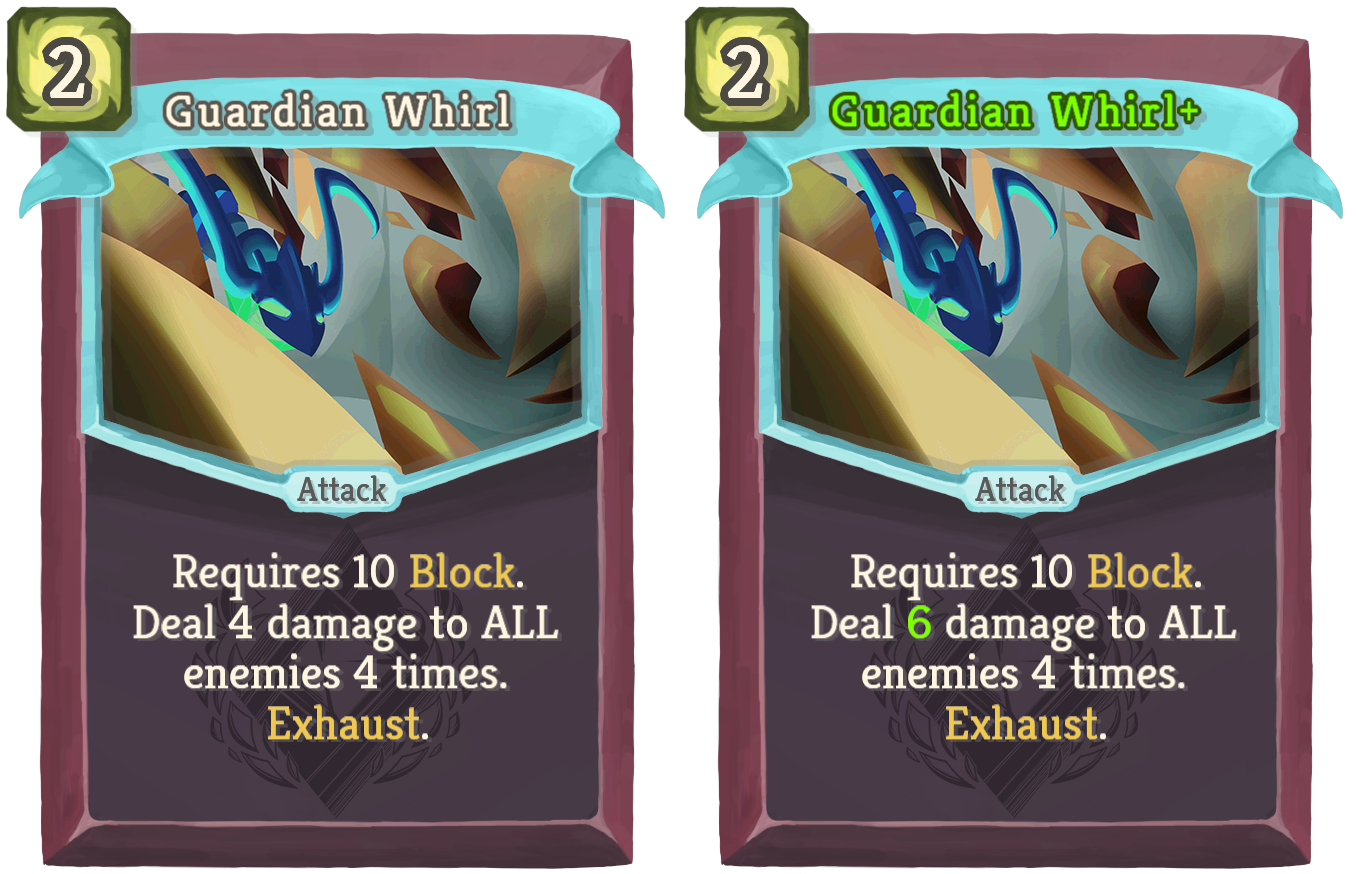 2
Guardian Whirl
Attack
Requires 10 Block.
Deal 4 damage to ALL
enemies 4 times.
Exhaust.
2
Guardian Whirl+
Attack
Requires 10 Block.
Deal 6 damage to ALL
enemies 4 times.
Exhaust.